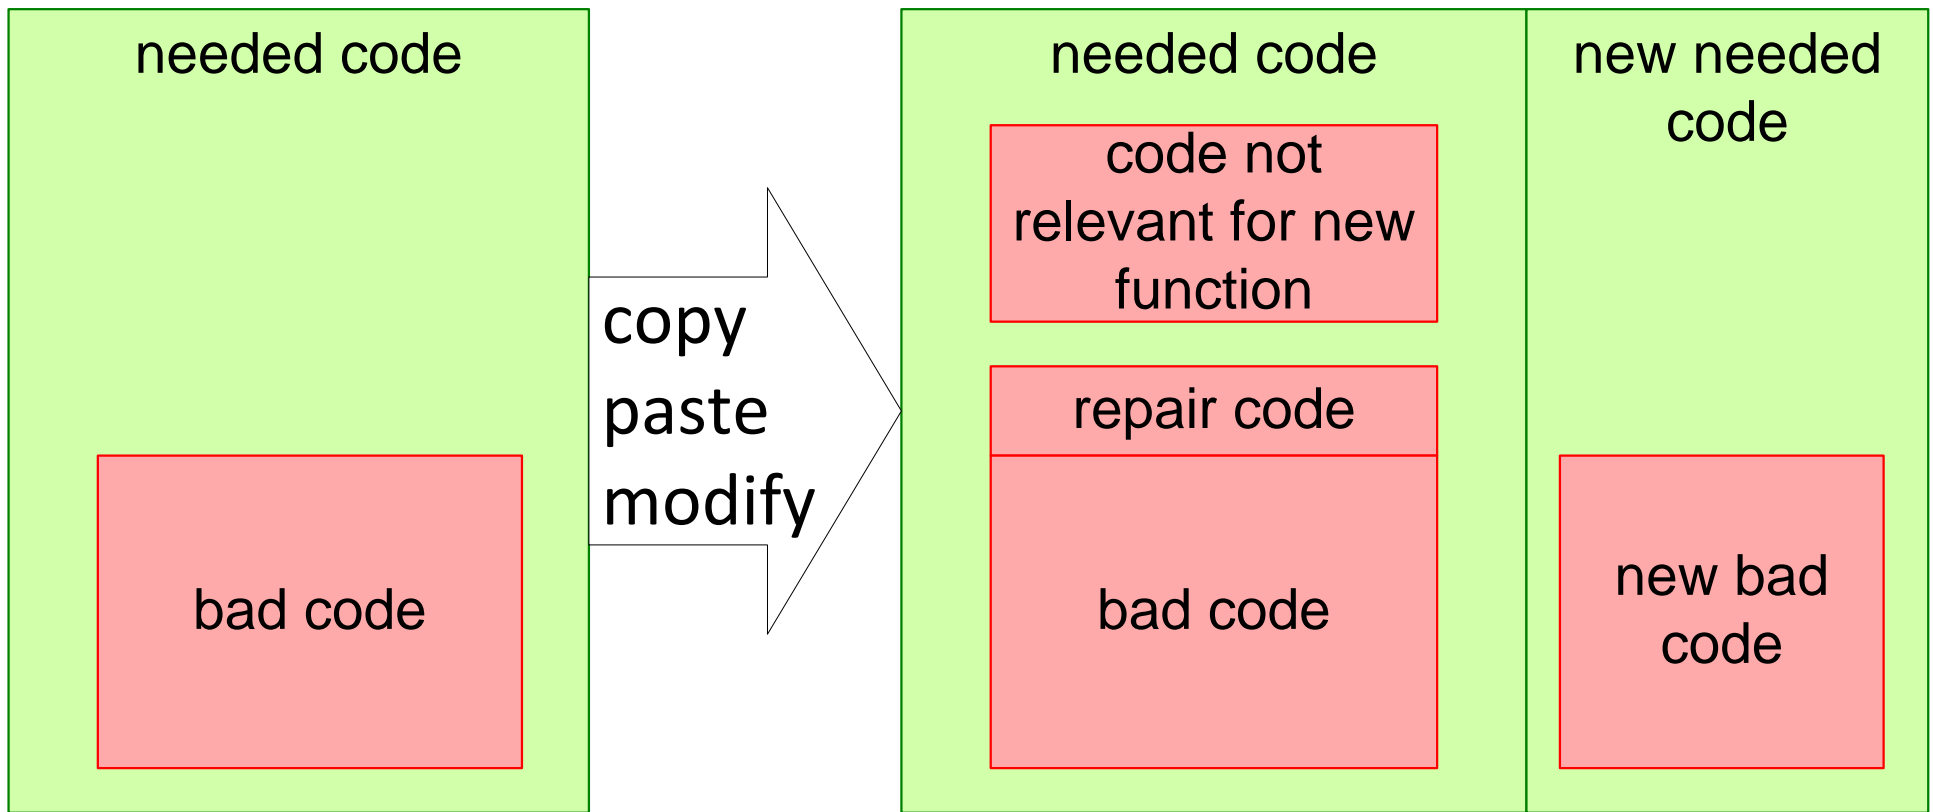 needed code
bad code
copy
paste
modify
needed code
code not
relevant for new
function
repair code
bad code
new needed
code
new bad
code